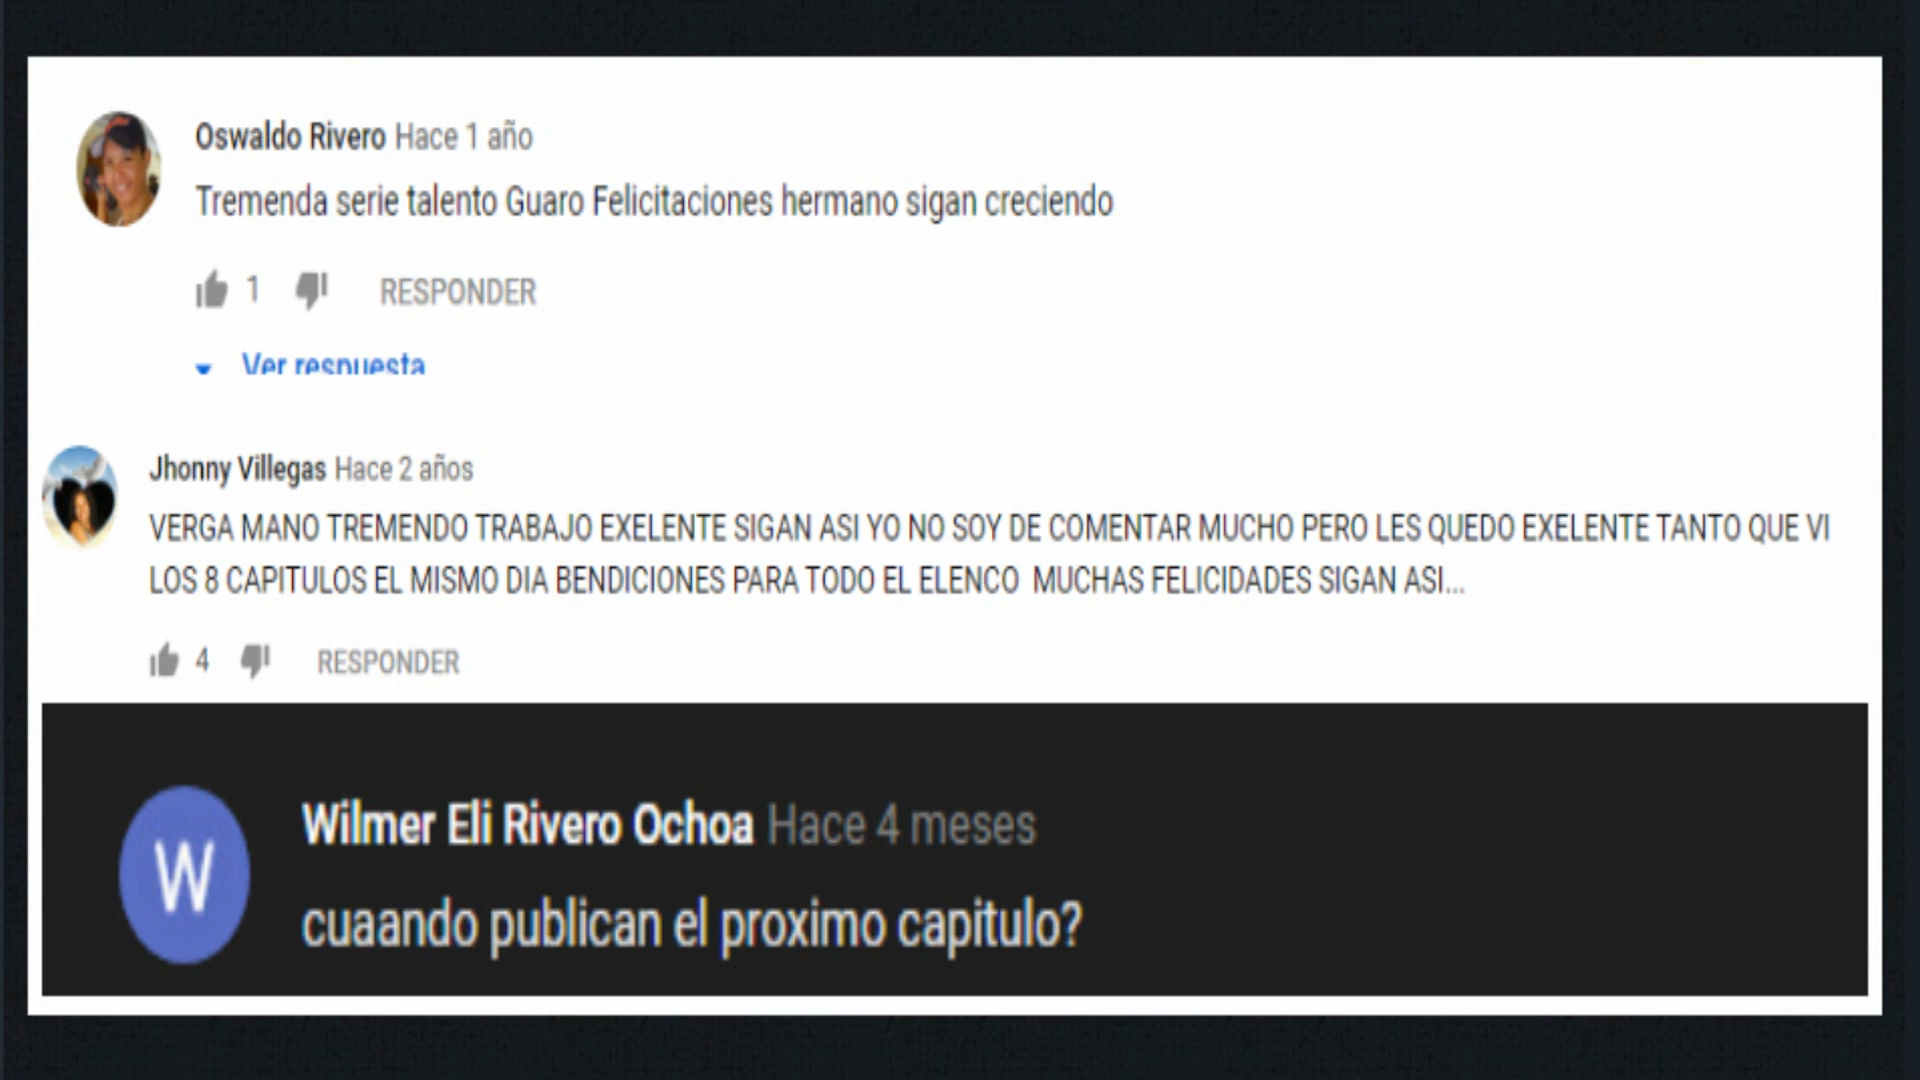 Oswaldo Rivero Hace 1 año
Tremenda serie talento Guaro Felicitaciones hermano sigan creciendo
1 RESPONDER
Ver respuesta
Jhonny Villegas Hace 2 años
VERGA MANO TREMENDO TRABAJO EXELENTE SIGAN ASI YO NO SOY DE COMENTAR MUCHO PERO LES QUEDO EXELENTE TANTO QUE VI
LOS 8 CAPITULOS EL MISMO DIA BENDICIONES PARA TODO EL ELENCO MUCHAS FELICIDADES SIGAN ASI...
4 RESPONDER
W
Wilmer Eli Rivero Ochoa Hace 4 meses
cuaando publican el proximo capitulo?